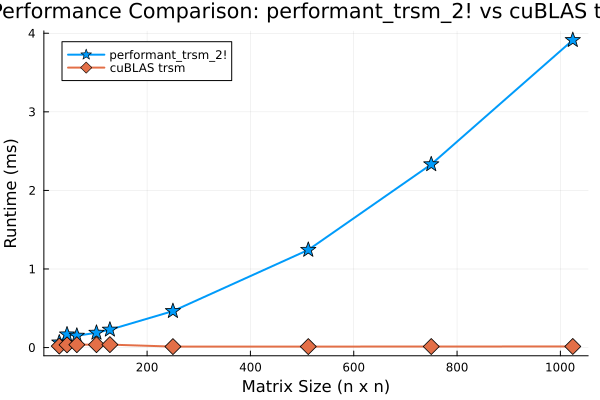 Performance Comparison: performant_trsm_2! vs cuBLAS t
performant_trsm_2!
cuBLAS trsm
4
3
2
1
0
Runtime (ms)
200
400
600
800
1000
Matrix Size (n x n)